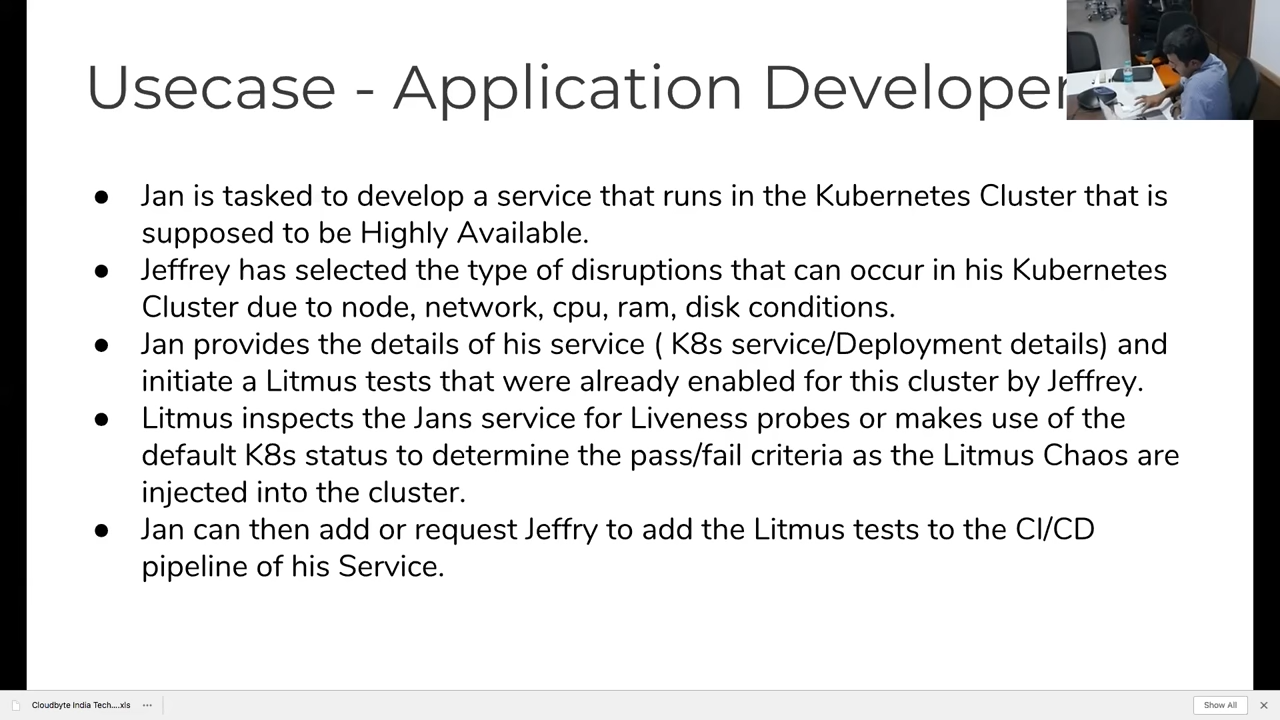 Usecase - Application Developer
● Jan is tasked to develop a service that runs in the Kubernetes Cluster that is
supposed to be Highly Available.
● Jeffrey has selected the type of disruptions that can occur in his Kubernetes
Cluster due to node, network, cpu, ram, disk conditions.
● Jan provides the details of his service ( K8s service/Deployment details) and
initiate a Litmus tests that were already enabled for this cluster by Jeffrey.
● Litmus inspects the Jans service for Liveness probes or makes use of the
default K8s status to determine the pass/fail criteria as the Litmus Chaos are
injected into the cluster.
● Jan can then add or request Jeffry to add the Litmus tests to the CI/CD
pipeline of his Service.
Cloudbyte India Tech....xls
Show All